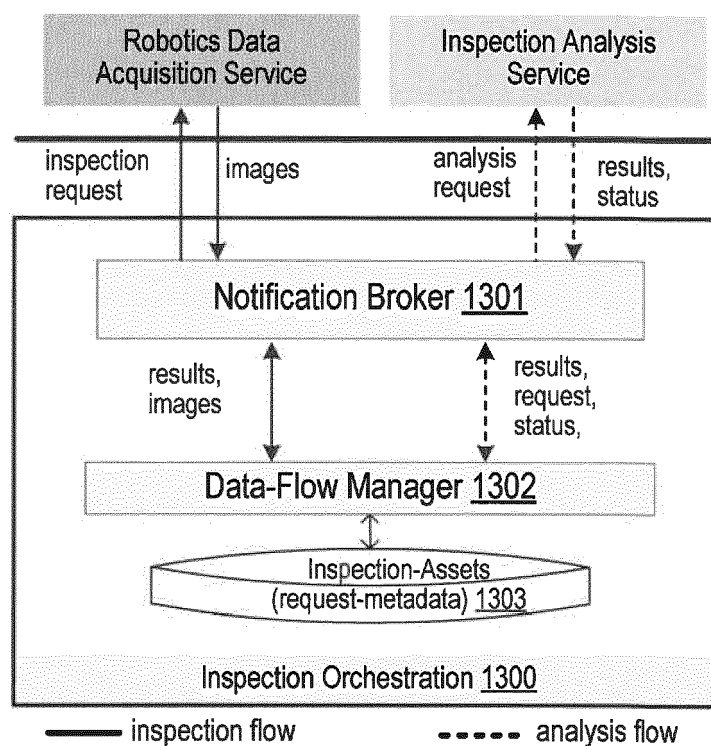 Robotics Data
Acquisition Service
Inspection Analysis
Service
inspection
request
images
analysis
request
results,
status
Notification Broker 1301
results,
images
results,
request,
status,
Data-Flow Manager 1302
Inspection-Assets
(request-metadata) 1303
Inspection Orchestration 1300
inspection flow
analysis flow